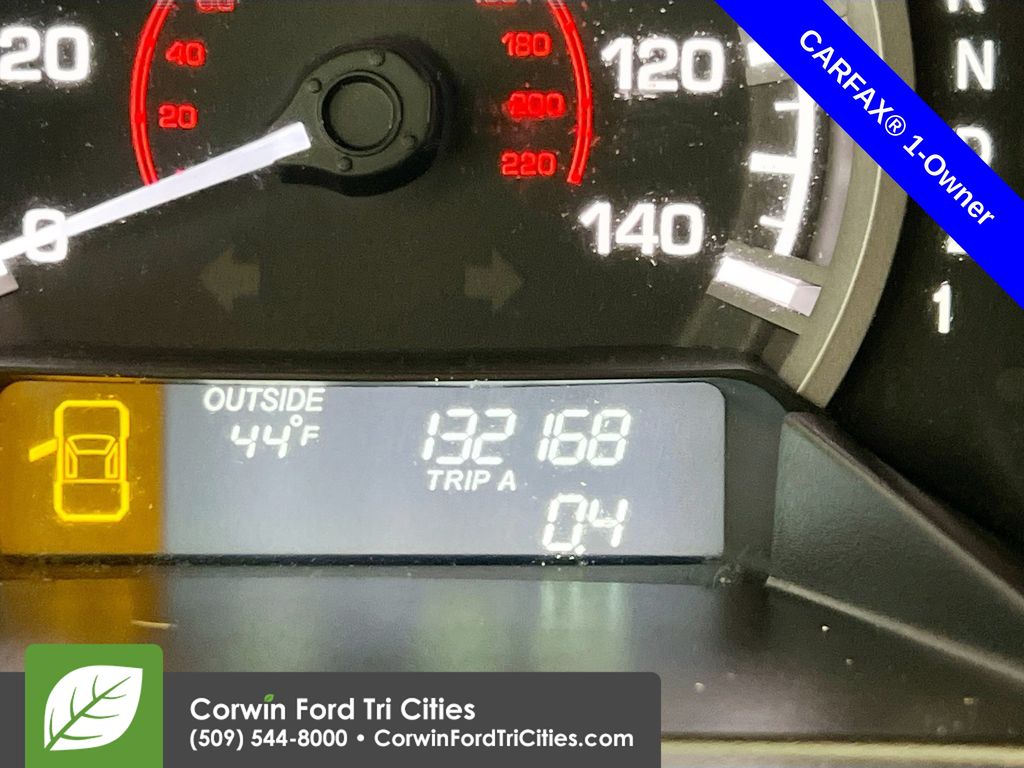 20
0
20
40
180
200
220
120
140
N
1
CARFAX® 1-Owner
OUTSIDE
44°F
132168
TRIP A
0.4
Corwin Ford Tri Cities
(509) 544-8000 • CorwinFordTriCities.com